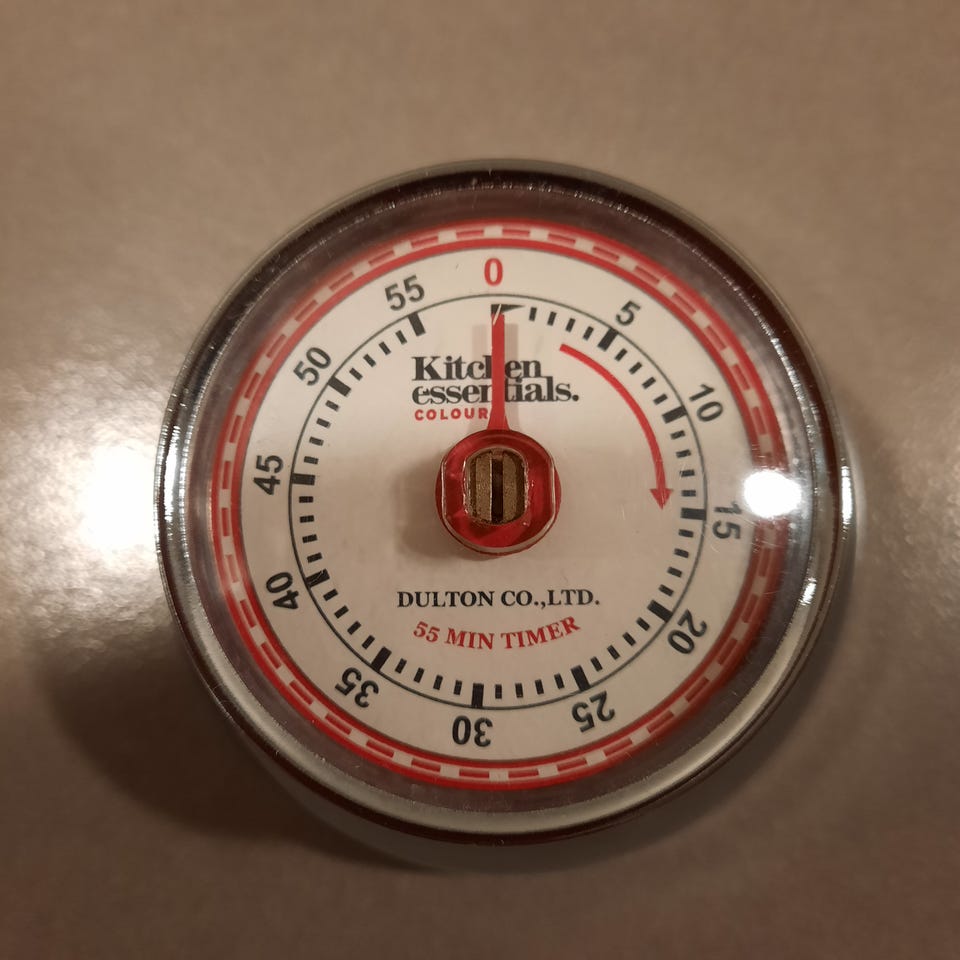 0
5
10
15
20
25
30
35
40
45
50
55
Kitchen
essentials.
COLOUR
DULTON CO.,LTD.
55 MIN TIMER